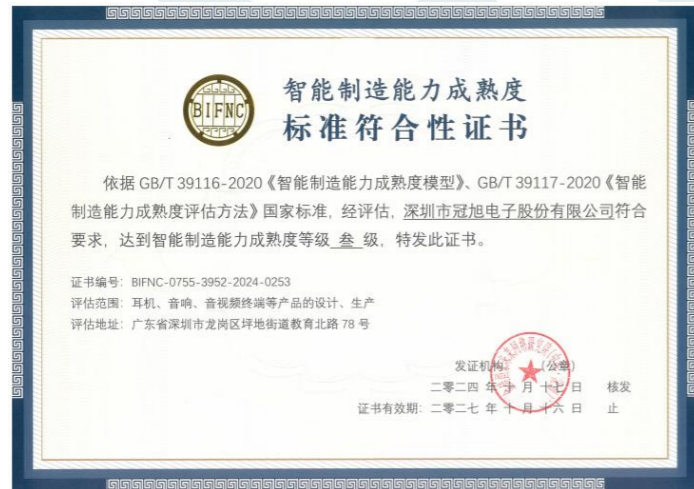 BIFNC
智能制造能力成熟度
标准符合性证书
依据 GB/T 39116-2020《智能制造能力成熟度模型》、GB/T 39117-2020《智能
制造能力成熟度评估方法》国家标准，经评估，深圳市冠旭电子股份有限公司符合
要求，达到智能制造能力成熟度等级 叁 级，特发此证书。
证书编号：BIFNC-0755-3952-2024-0253
评估范围：耳机、音响、音视频终端等产品的设计、生产
评估地址：广东省深圳市龙岗区坪地街道教育北路 78 号
发证机构 （公章）
二零二四 年 十 月 十七 日 核发
证书有效期：二零二七 年 十 月 十六 日 止